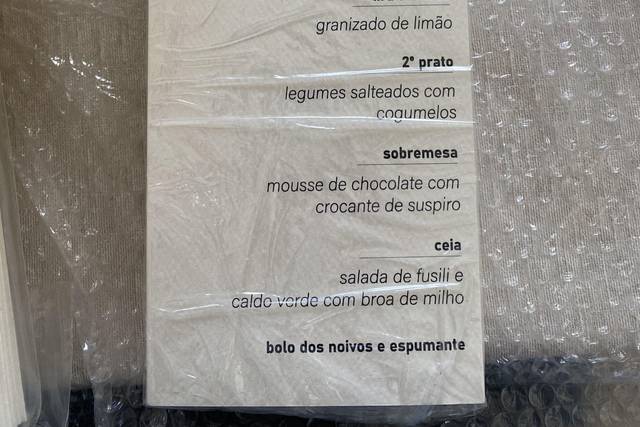 granizado de limão
2º prato
legumes salteados com
cogumelos
sobremesa
mousse de chocolate com
crocante de suspiro
ceia
salada de fusili e
caldo verde com broa de milho
bolo dos noivos e espumante